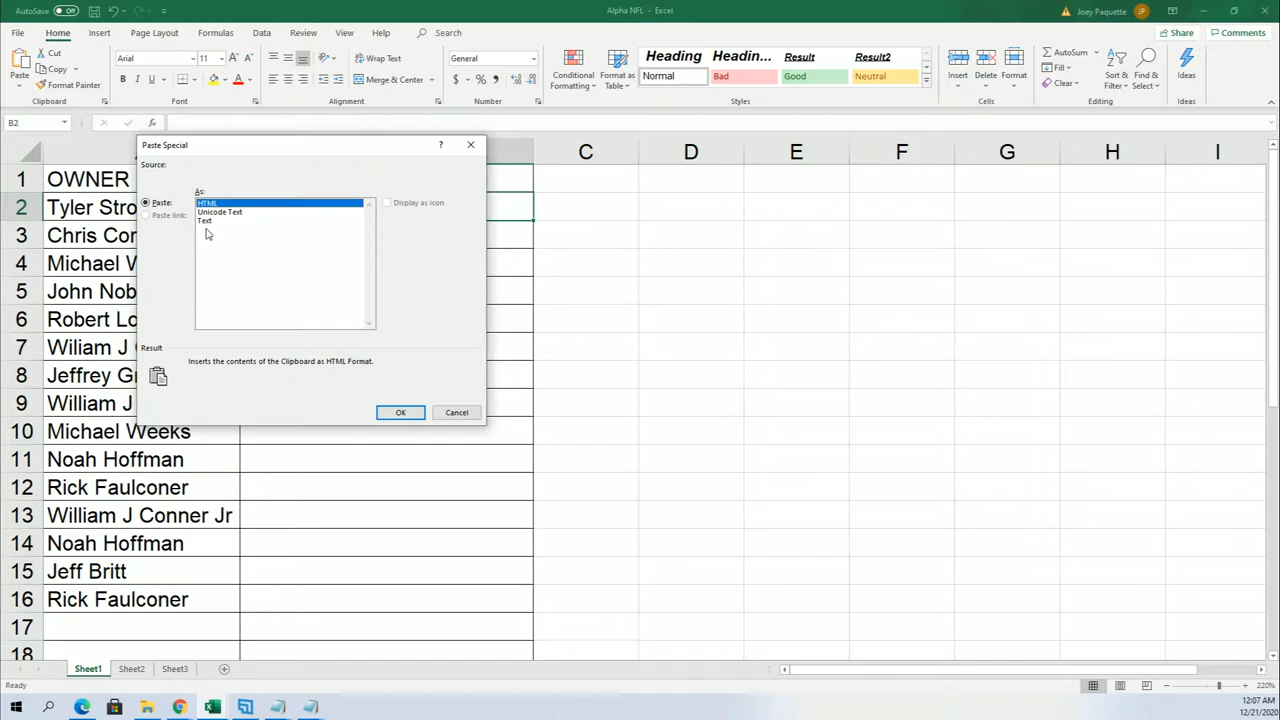 AutoSave Off
Alpha NFL - Excel
Joey Paquette JP
File Home Insert Page Layout Formulas Data Review View Help Search Share Comments
Paste
Cut
Copy
Format Painter
Clipboard
Arial 11 A A
B I U A
Font
Wrap Text
Merge & Center
Alignment
General
$ % ,
Number
Conditional Formatting
Format as Table
Heading Headin... Result Result2
Normal Bad Good Neutral
Styles
Insert Delete Format
Cells
AutoSum
Fill
Clear
Sort & Filter
Find & Select
Editing
Ideas
Ideas
B2 fx
C D E F G H I
Paste Special ?
Source:
As:
Paste:
Paste link:
HTML
Unicode Text
Text
Display as icon
Result
Inserts the contents of the Clipboard as HTML Format.
OK Cancel
1 OWNER
2 Tyler Stro
3 Chris Cor
4 Michael W
5 John Nob
6 Robert Lo
7 Wiliam J
8 Jeffrey Gr
9 William J
10 Michael Weeks
11 Noah Hoffman
12 Rick Faulconer
13 William J Conner Jr
14 Noah Hoffman
15 Jeff Britt
16 Rick Faulconer
17
18
Sheet1 Sheet2 Sheet3
Ready 220%
12:07 AM
12/21/2020